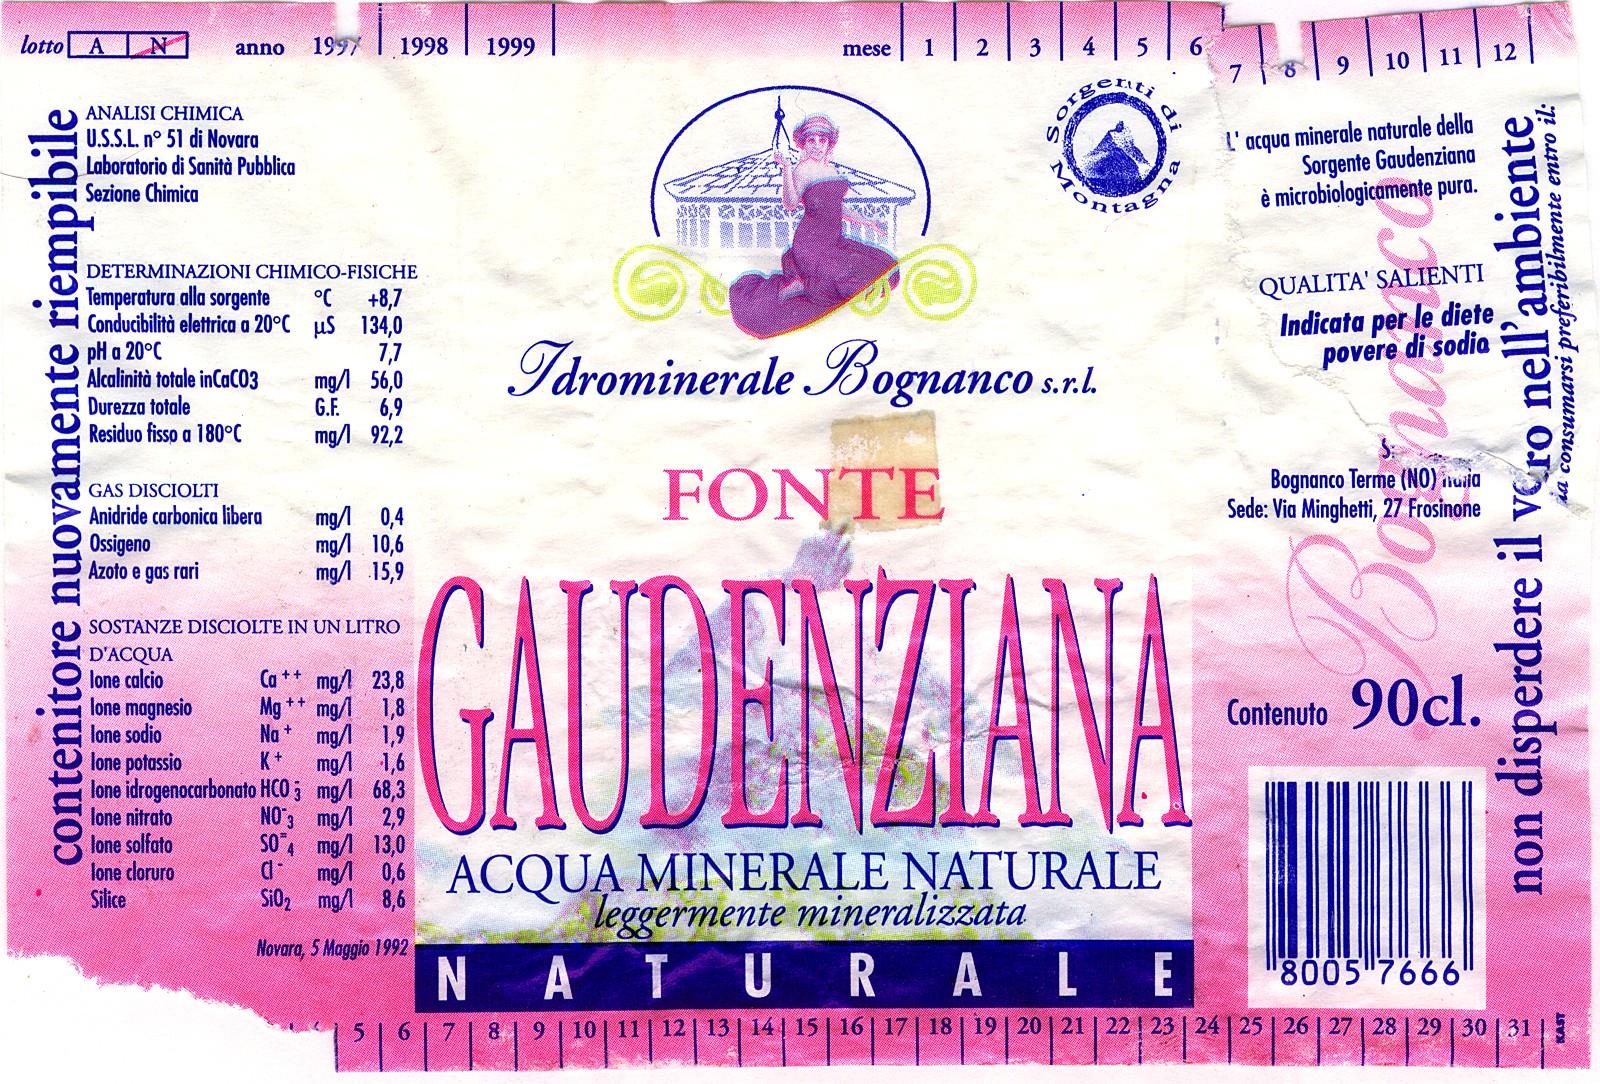 lotto A N anno 1997 1998 1999 mese 1 2 3 4 5 6 7 8 9 10 11 12
contenitore nuovamente riempibile
ANALISI CHIMICA
U.S.S.L. n° 51 di Novara
Laboratorio di Sanità Pubblica
Sezione Chimica
DETERMINAZIONI CHIMICO-FISICHE
Temperatura alla sorgente °C +8,7
Conducibilità elettrica a 20°C µS 134,0
pH a 20°C 7,7
Alcalinità totale inCaCO3 mg/l 56,0
Durezza totale G.F. 6,9
Residuo fisso a 180°C mg/l 92,2
GAS DISCIOLTI
Anidride carbonica libera mg/l 0,4
Ossigeno mg/l 10,6
Azoto e gas rari mg/l 15,9
SOSTANZE DISCIOLTE IN UN LITRO
D'ACQUA
Ione calcio Ca++ mg/l 23,8
Ione magnesio Mg++ mg/l 1,8
Ione sodio Na+ mg/l 1,9
Ione potassio K+ mg/l 1,6
Ione idrogenocarbonato HCO-3 mg/l 68,3
Ione nitrato NO-3 mg/l 2,9
Ione solfato SO=4 mg/l 13,0
Ione cloruro Cl- mg/l 0,6
Silice SiO2 mg/l 8,6
Novara, 5 Maggio 1992
Sorgenti di
Montagna
Idrominerale Bognanco s.r.l.
FONTE
GAUDENZIANA
ACQUA MINERALE NATURALE
leggermente mineralizzata
NATURALE
L' acqua minerale naturale della
Sorgente Gaudenziana
è microbiologicamente pura.
QUALITA' SALIENTI
Indicata per le diete
povere di sodio
Bognanco Terme (NO) Italia
Sede: Via Minghetti, 27 Frosinone
Bognanco
Contenuto 90cl.
8005 7666
non disperdere il vetro nell'ambiente
da consumarsi preferibilmente entro il:
KAST
5 6 7 8 9 10 11 12 13 14 15 16 17 18 19 20 21 22 23 24 25 26 27 28 29 30 31